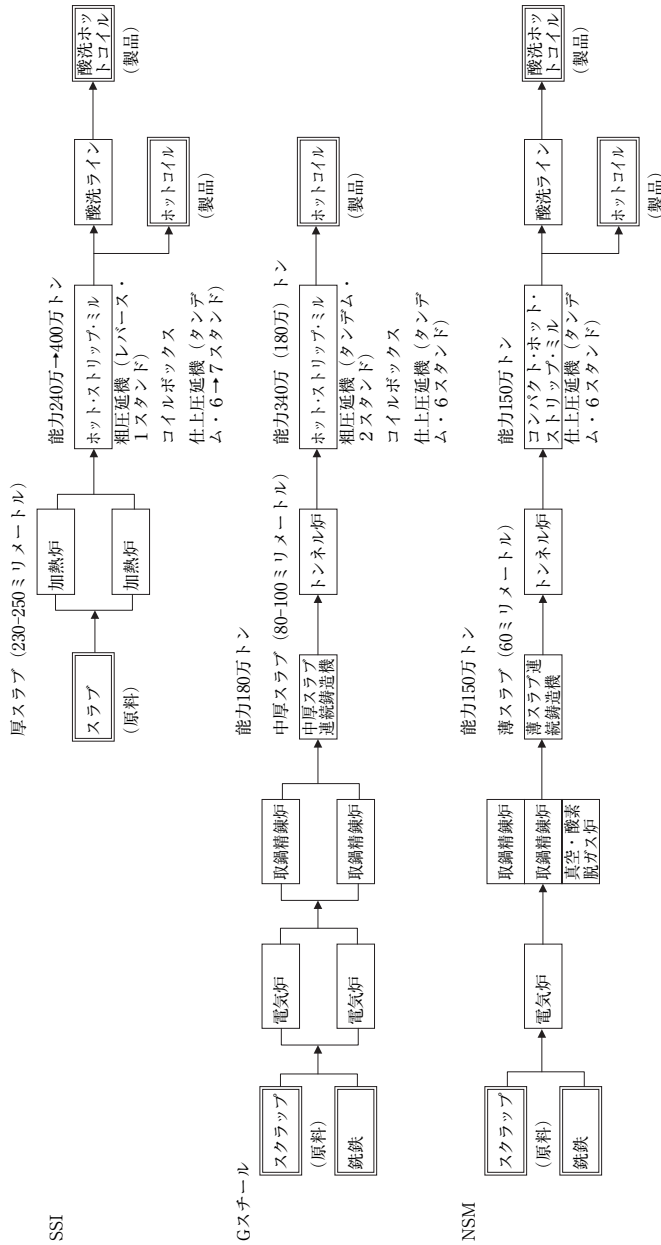 SSI
厚スラブ (230-250ミリメートル)
スラブ
(原料)
加熱炉
加熱炉
能力240万→400万トン
ホット・ストリップ・ミル
粗圧延機 (レバース・
1スタンド)
コイルボックス
仕上圧延機 (タンデ
ム・6→7スタンド)
酸洗ライン
ホットコイル
(製品)
酸洗ホッ
トコイル
(製品)
Gスチール
スクラップ
(原料)
銑鉄
電気炉
電気炉
取鍋精錬炉
取鍋精錬炉
能力180万トン
中厚スラブ (80-100ミリメートル)
中厚スラブ
連続鋳造機
トンネル炉
能力340万 (180万) トン
ホット・ストリップ・ミル
粗圧延機 (タンデム・
2スタンド)
コイルボックス
仕上圧延機 (タンデ
ム・6スタンド)
ホットコイル
(製品)
NSM
スクラップ
(原料)
銑鉄
電気炉
取鍋精錬炉
取鍋精錬炉
真空・酸素
脱ガス炉
能力150万トン
薄スラブ (60ミリメートル)
薄スラブ連
続鋳造機
トンネル炉
能力150万トン
コンパクト・ホット・
ストリップ・ミル
仕上圧延機 (タンデ
ム・6スタンド)
酸洗ライン
ホットコイル
(製品)
酸洗ホッ
トコイル
(製品)